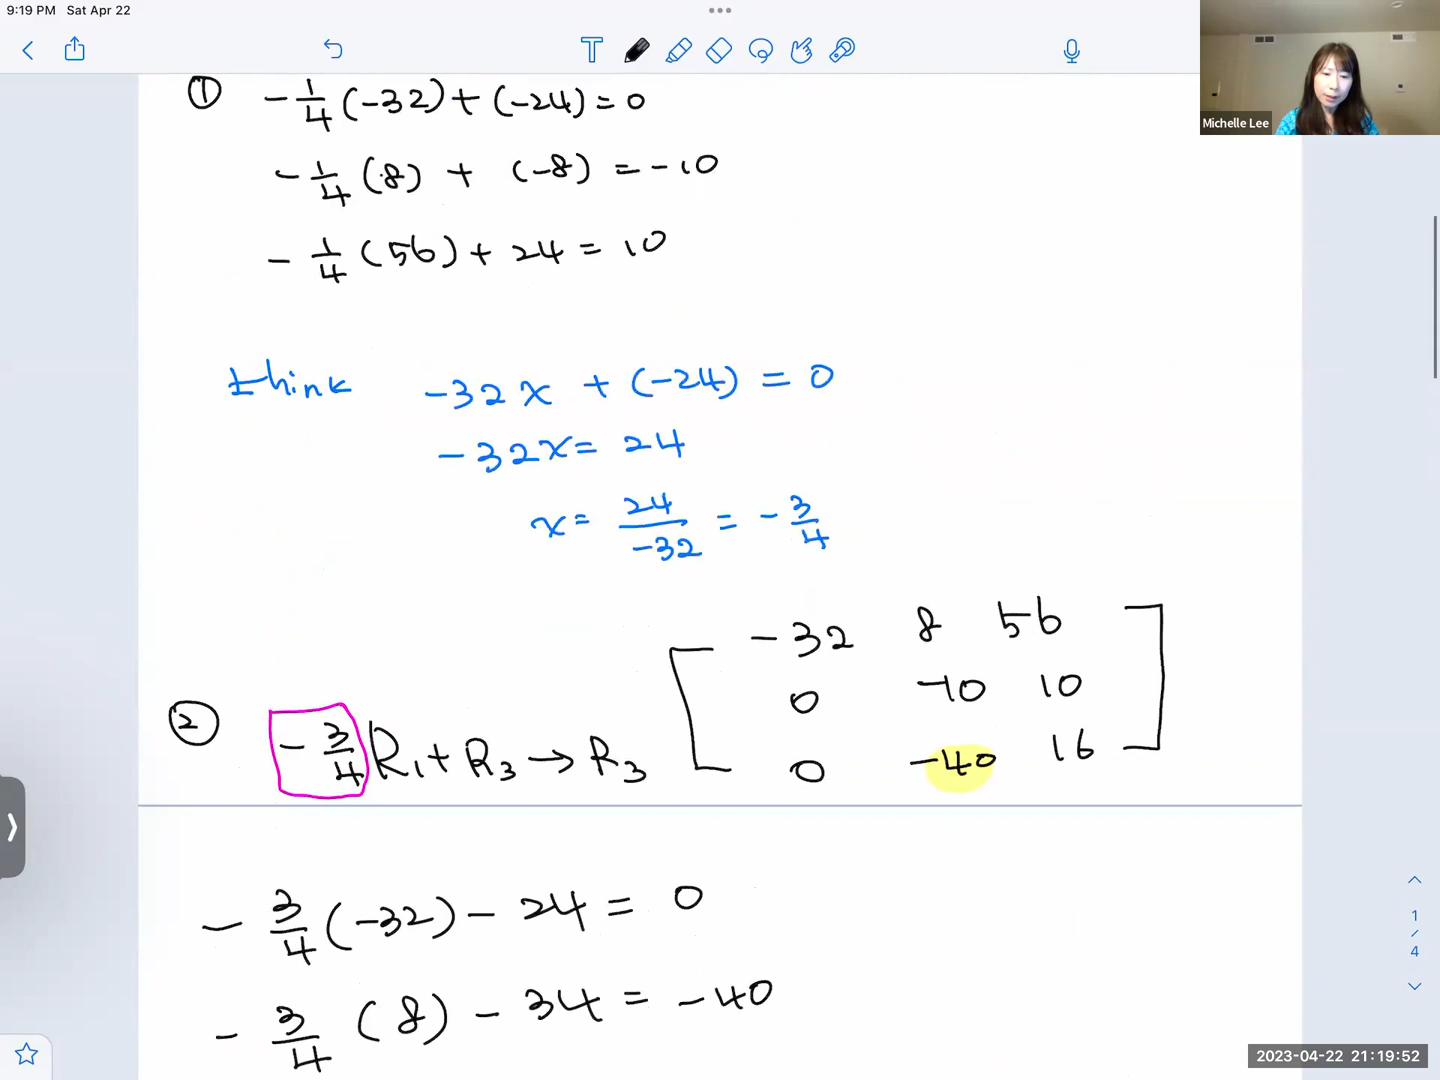 9:19 PM Sat Apr 22
T
Michelle Lee
① -1/4 (-32) + (-24) = 0
-1/4 (8) + (-8) = -10
-1/4 (56) + 24 = 10
think -32x + (-24) = 0
-32x = 24
x = 24/-32 = -3/4
-32 8 56
0 -10 10
② -3/4 R₁ + R₃ → R₃ 0 -40 16
-3/4 (-32) - 24 = 0
-3/4 (8) - 34 = -40
1
/
4
2023-04-22 21:19:52